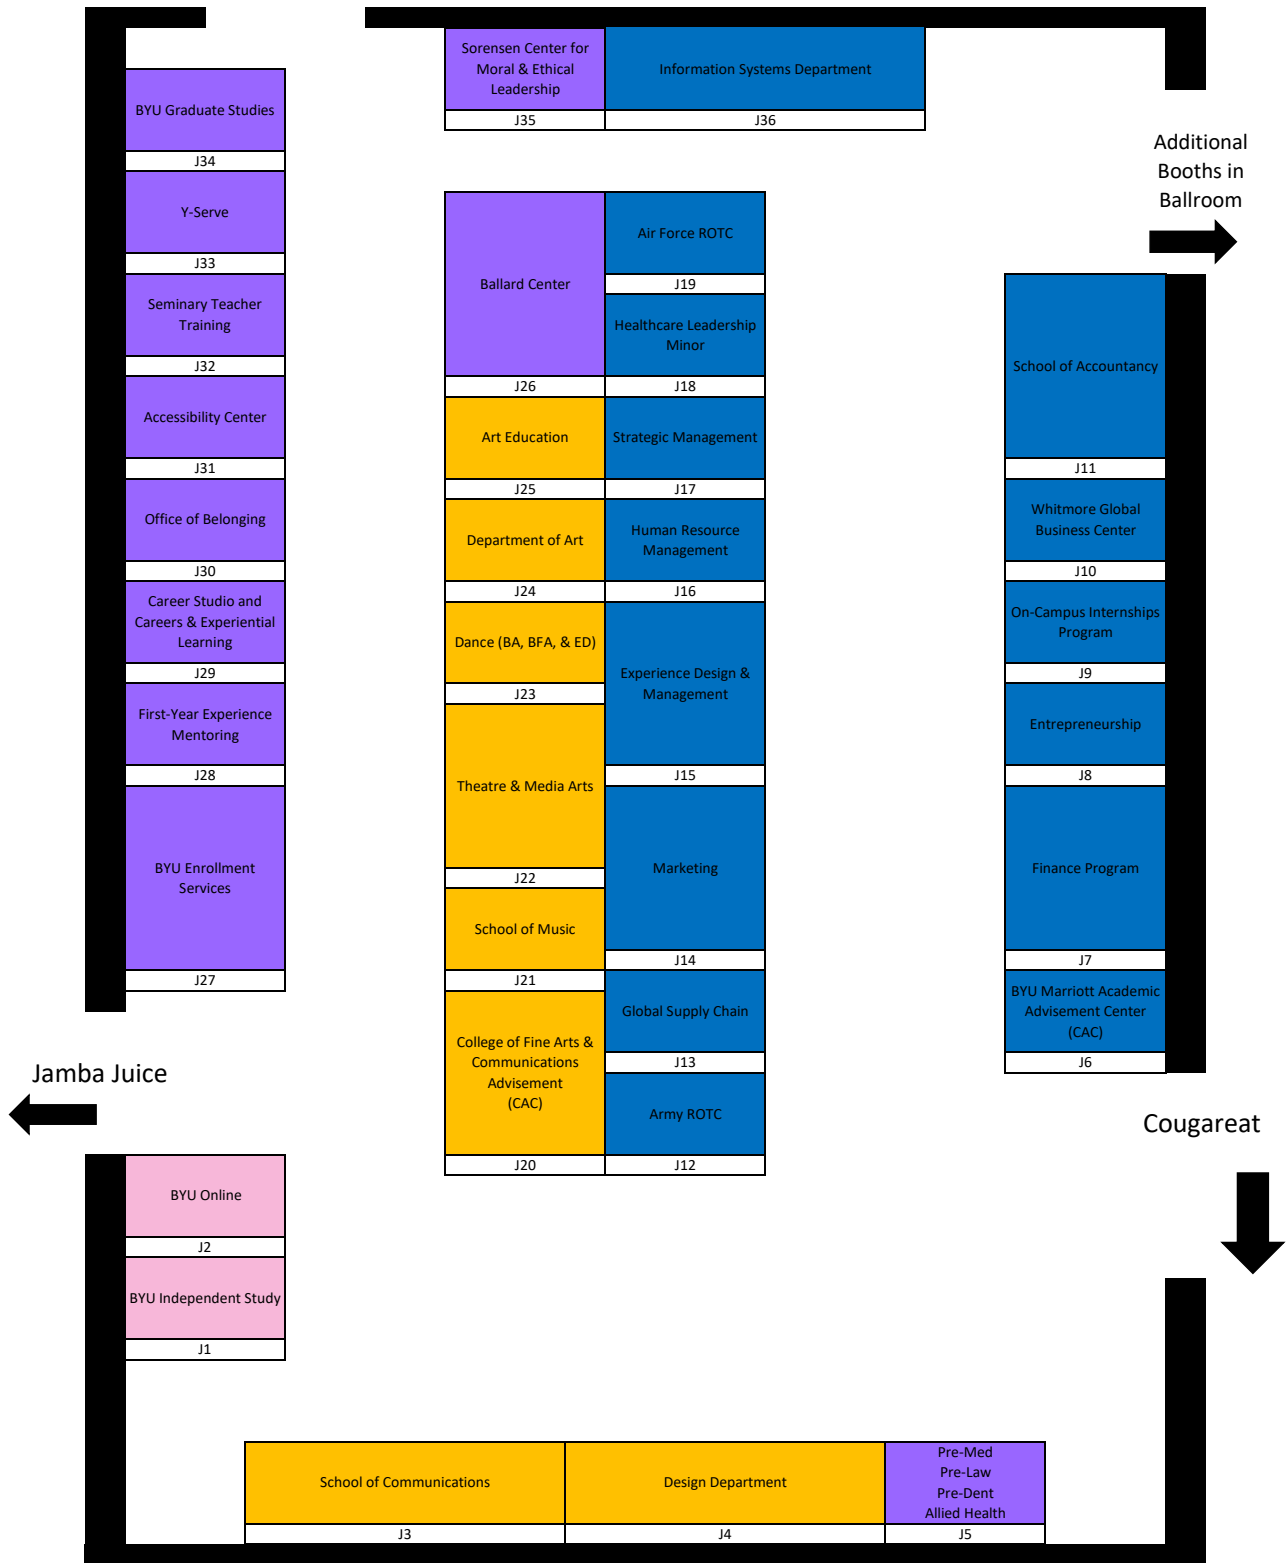 Sorensen Center for
Moral & Ethical
Leadership
J35
Information Systems Department
J36
BYU Graduate Studies
J34
Y-Serve
J33
Seminary Teacher
Training
J32
Accessibility Center
J31
Office of Belonging
J30
Career Studio and
Careers & Experiential
Learning
J29
First-Year Experience
Mentoring
J28
BYU Enrollment
Services
J27
Ballard Center
J26
Art Education
J25
Department of Art
J24
Dance (BA, BFA, & ED)
J23
Theatre & Media Arts
J22
School of Music
J21
College of Fine Arts &
Communications
Advisement
(CAC)
J20
Air Force ROTC
J19
Healthcare Leadership
Minor
J18
Strategic Management
J17
Human Resource
Management
J16
Experience Design &
Management
J15
Marketing
J14
Global Supply Chain
J13
Army ROTC
J12
Additional
Booths in
Ballroom
School of Accountancy
J11
Whitmore Global
Business Center
J10
On-Campus Internships
Program
J9
Entrepreneurship
J8
Finance Program
J7
BYU Marriott Academic
Advisement Center
(CAC)
J6
Jamba Juice
Cougareat
BYU Online
J2
BYU Independent Study
J1
School of Communications
J3
Design Department
J4
Pre-Med
Pre-Law
Pre-Dent
Allied Health
J5